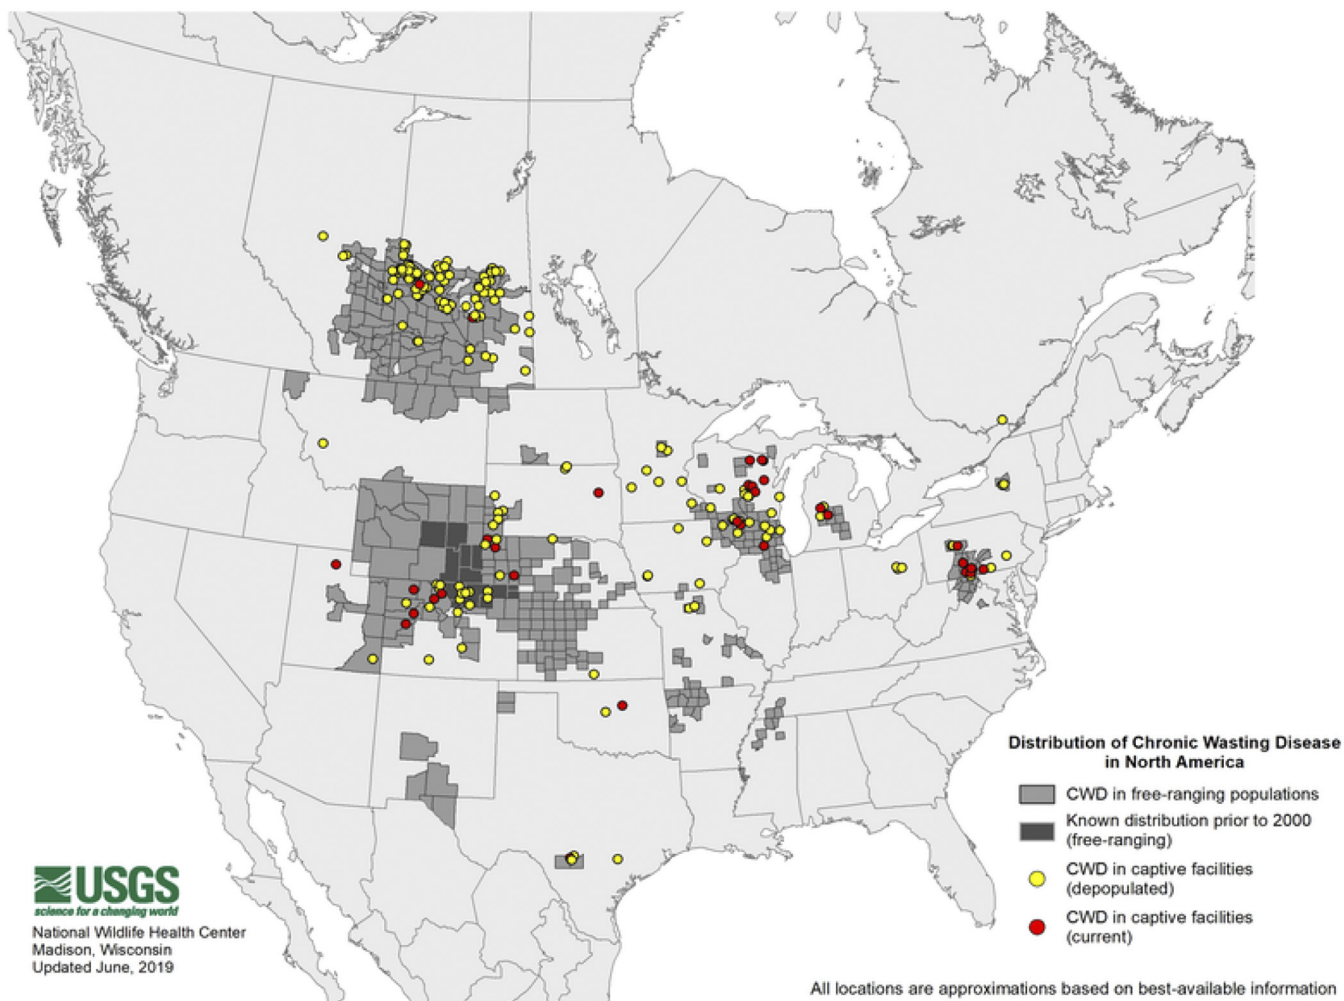 Distribution of Chronic Wasting Disease
in North America
CWD in free-ranging populations
Known distribution prior to 2000
(free-ranging)
CWD in captive facilities
(depopulated)
CWD in captive facilities
(current)
USGS
science for a changing world
National Wildlife Health Center
Madison, Wisconsin
Updated June, 2019
All locations are approximations based on best-available information